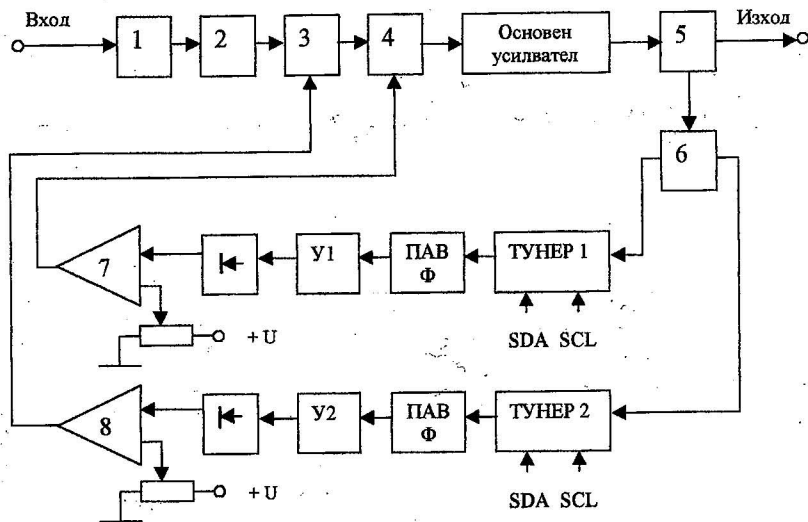 Вход
Изход
1
2
3
4
Основен
усилвател
5
6
7
У1
ПАВ
Ф
ТУНЕР 1
+ U
SDA SCL
8
У2
ПАВ
Ф
ТУНЕР 2
+ U
SDA SCL